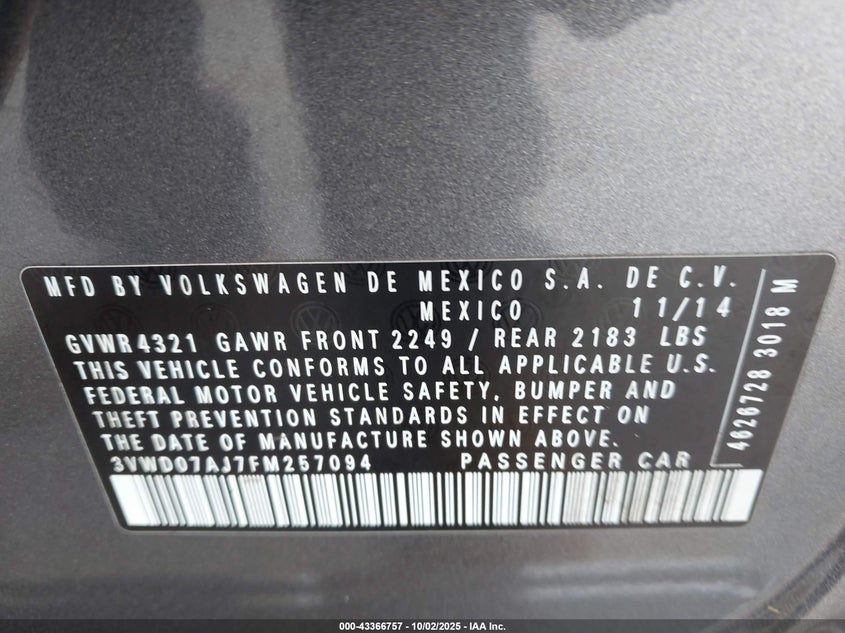 MFD BY VOLKSWAGEN DE MEXICO S.A. DE C.V.
MEXICO 11/14
GVWR 4321 GAWR FRONT 2249 / REAR 2183 LBS
THIS VEHICLE CONFORMS TO ALL APPLICABLE U.S.
FEDERAL MOTOR VEHICLE SAFETY, BUMPER AND
THEFT PREVENTION STANDARDS IN EFFECT ON
THE DATE OF MANUFACTURE SHOWN ABOVE.
3VWD07AJ7FM257094 PASSENGER CAR
4626728 3018 M
000-43366757 - 10/02/2025 - IAA Inc.